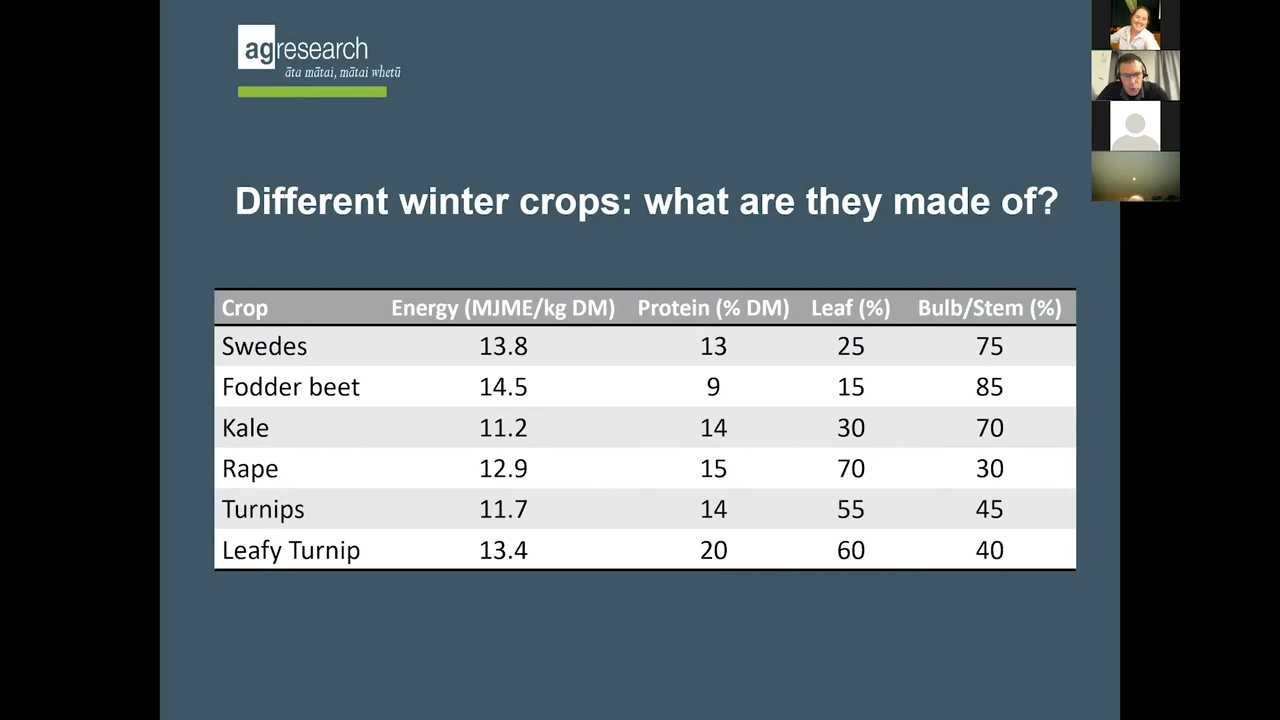 agresearch
āta mātai, mātai whetū
Different winter crops: what are they made of?
Crop Energy (MJME/kg DM) Protein (% DM) Leaf (%) Bulb/Stem (%)
Swedes 13.8 13 25 75
Fodder beet 14.5 9 15 85
Kale 11.2 14 30 70
Rape 12.9 15 70 30
Turnips 11.7 14 55 45
Leafy Turnip 13.4 20 60 40